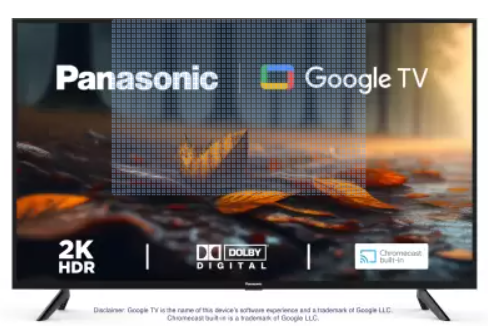 Panasonic
Google TV
2K
HDR
DOLBY
DIGITAL
Chromecast
built-in
Panasonic
Disclaimer: Google TV is the name of this device's software experience and a trademark of Google LLC.
Chromecast built-in is a trademark of Google LLC.